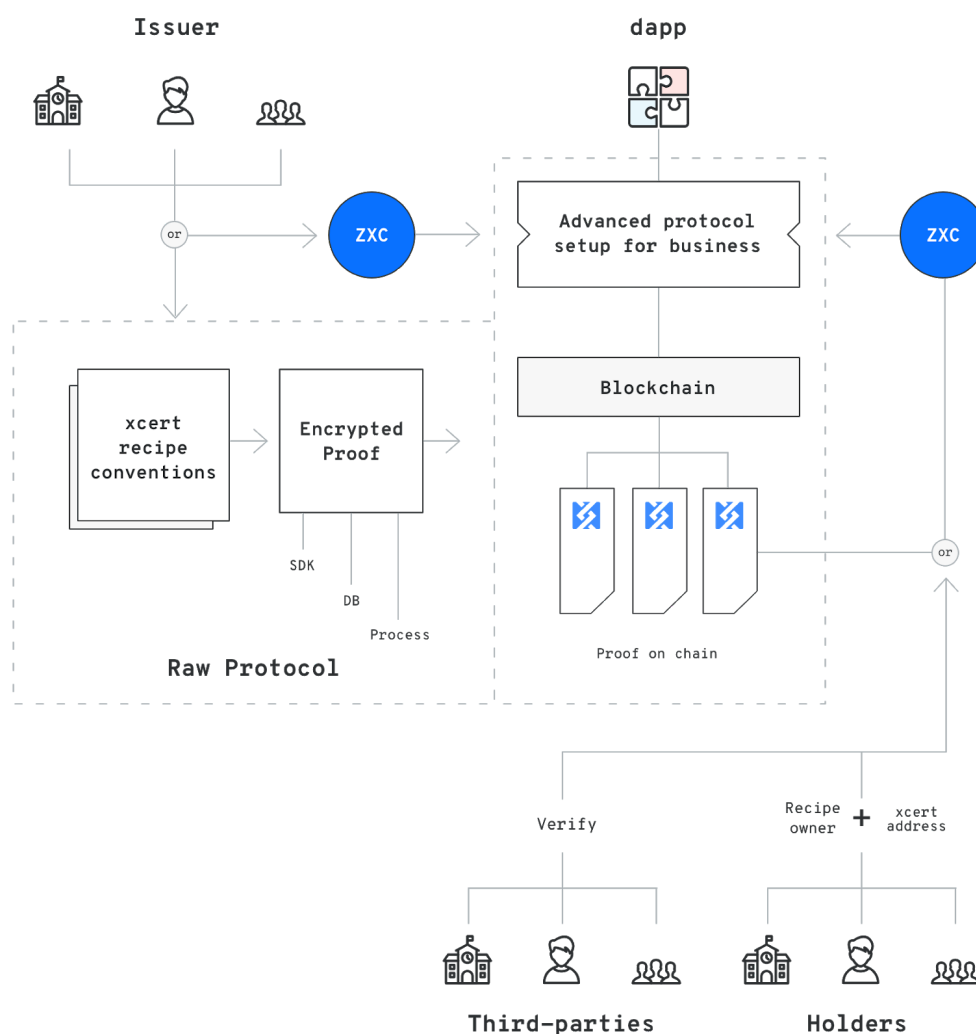 Issuer
dapp
or
ZXC
Advanced protocol
setup for business
ZXC
xcert
recipe
conventions
Encrypted
Proof
Blockchain
SDK
DB
Process
or
Raw Protocol
Proof on chain
Verify
Recipe
owner
+
xcert
address
Third-parties
Holders